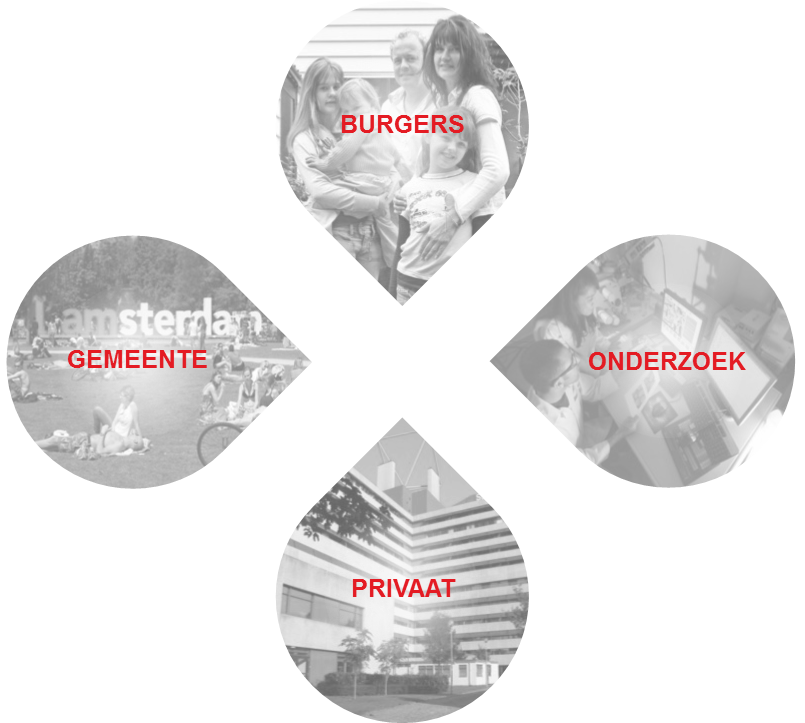 BURGERS
I amsterdam
GEMEENTE
ONDERZOEK
PRIVAAT